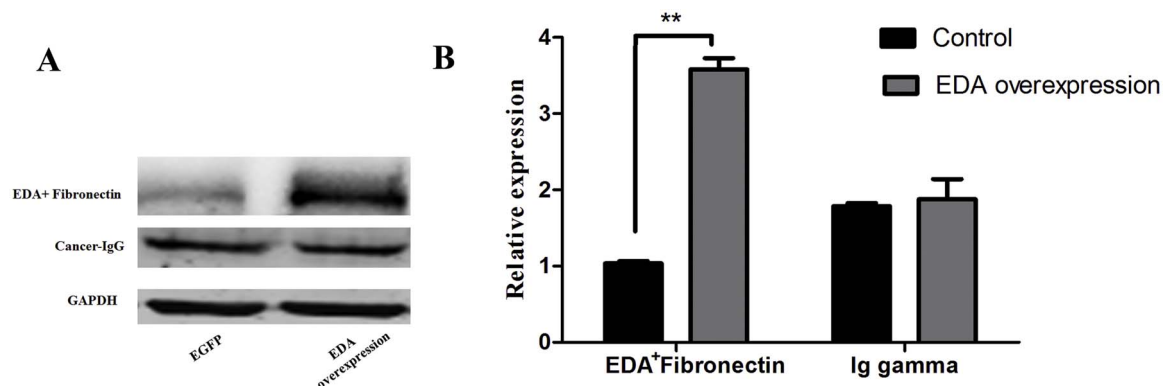 A
EDA+ Fibronectin
Cancer-IgG
GAPDH
EGFP
EDA
overexpression
B
**
Control
EDA overexpression
Relative expression
4
3
2
1
0
EDA+Fibronectin
Ig gamma